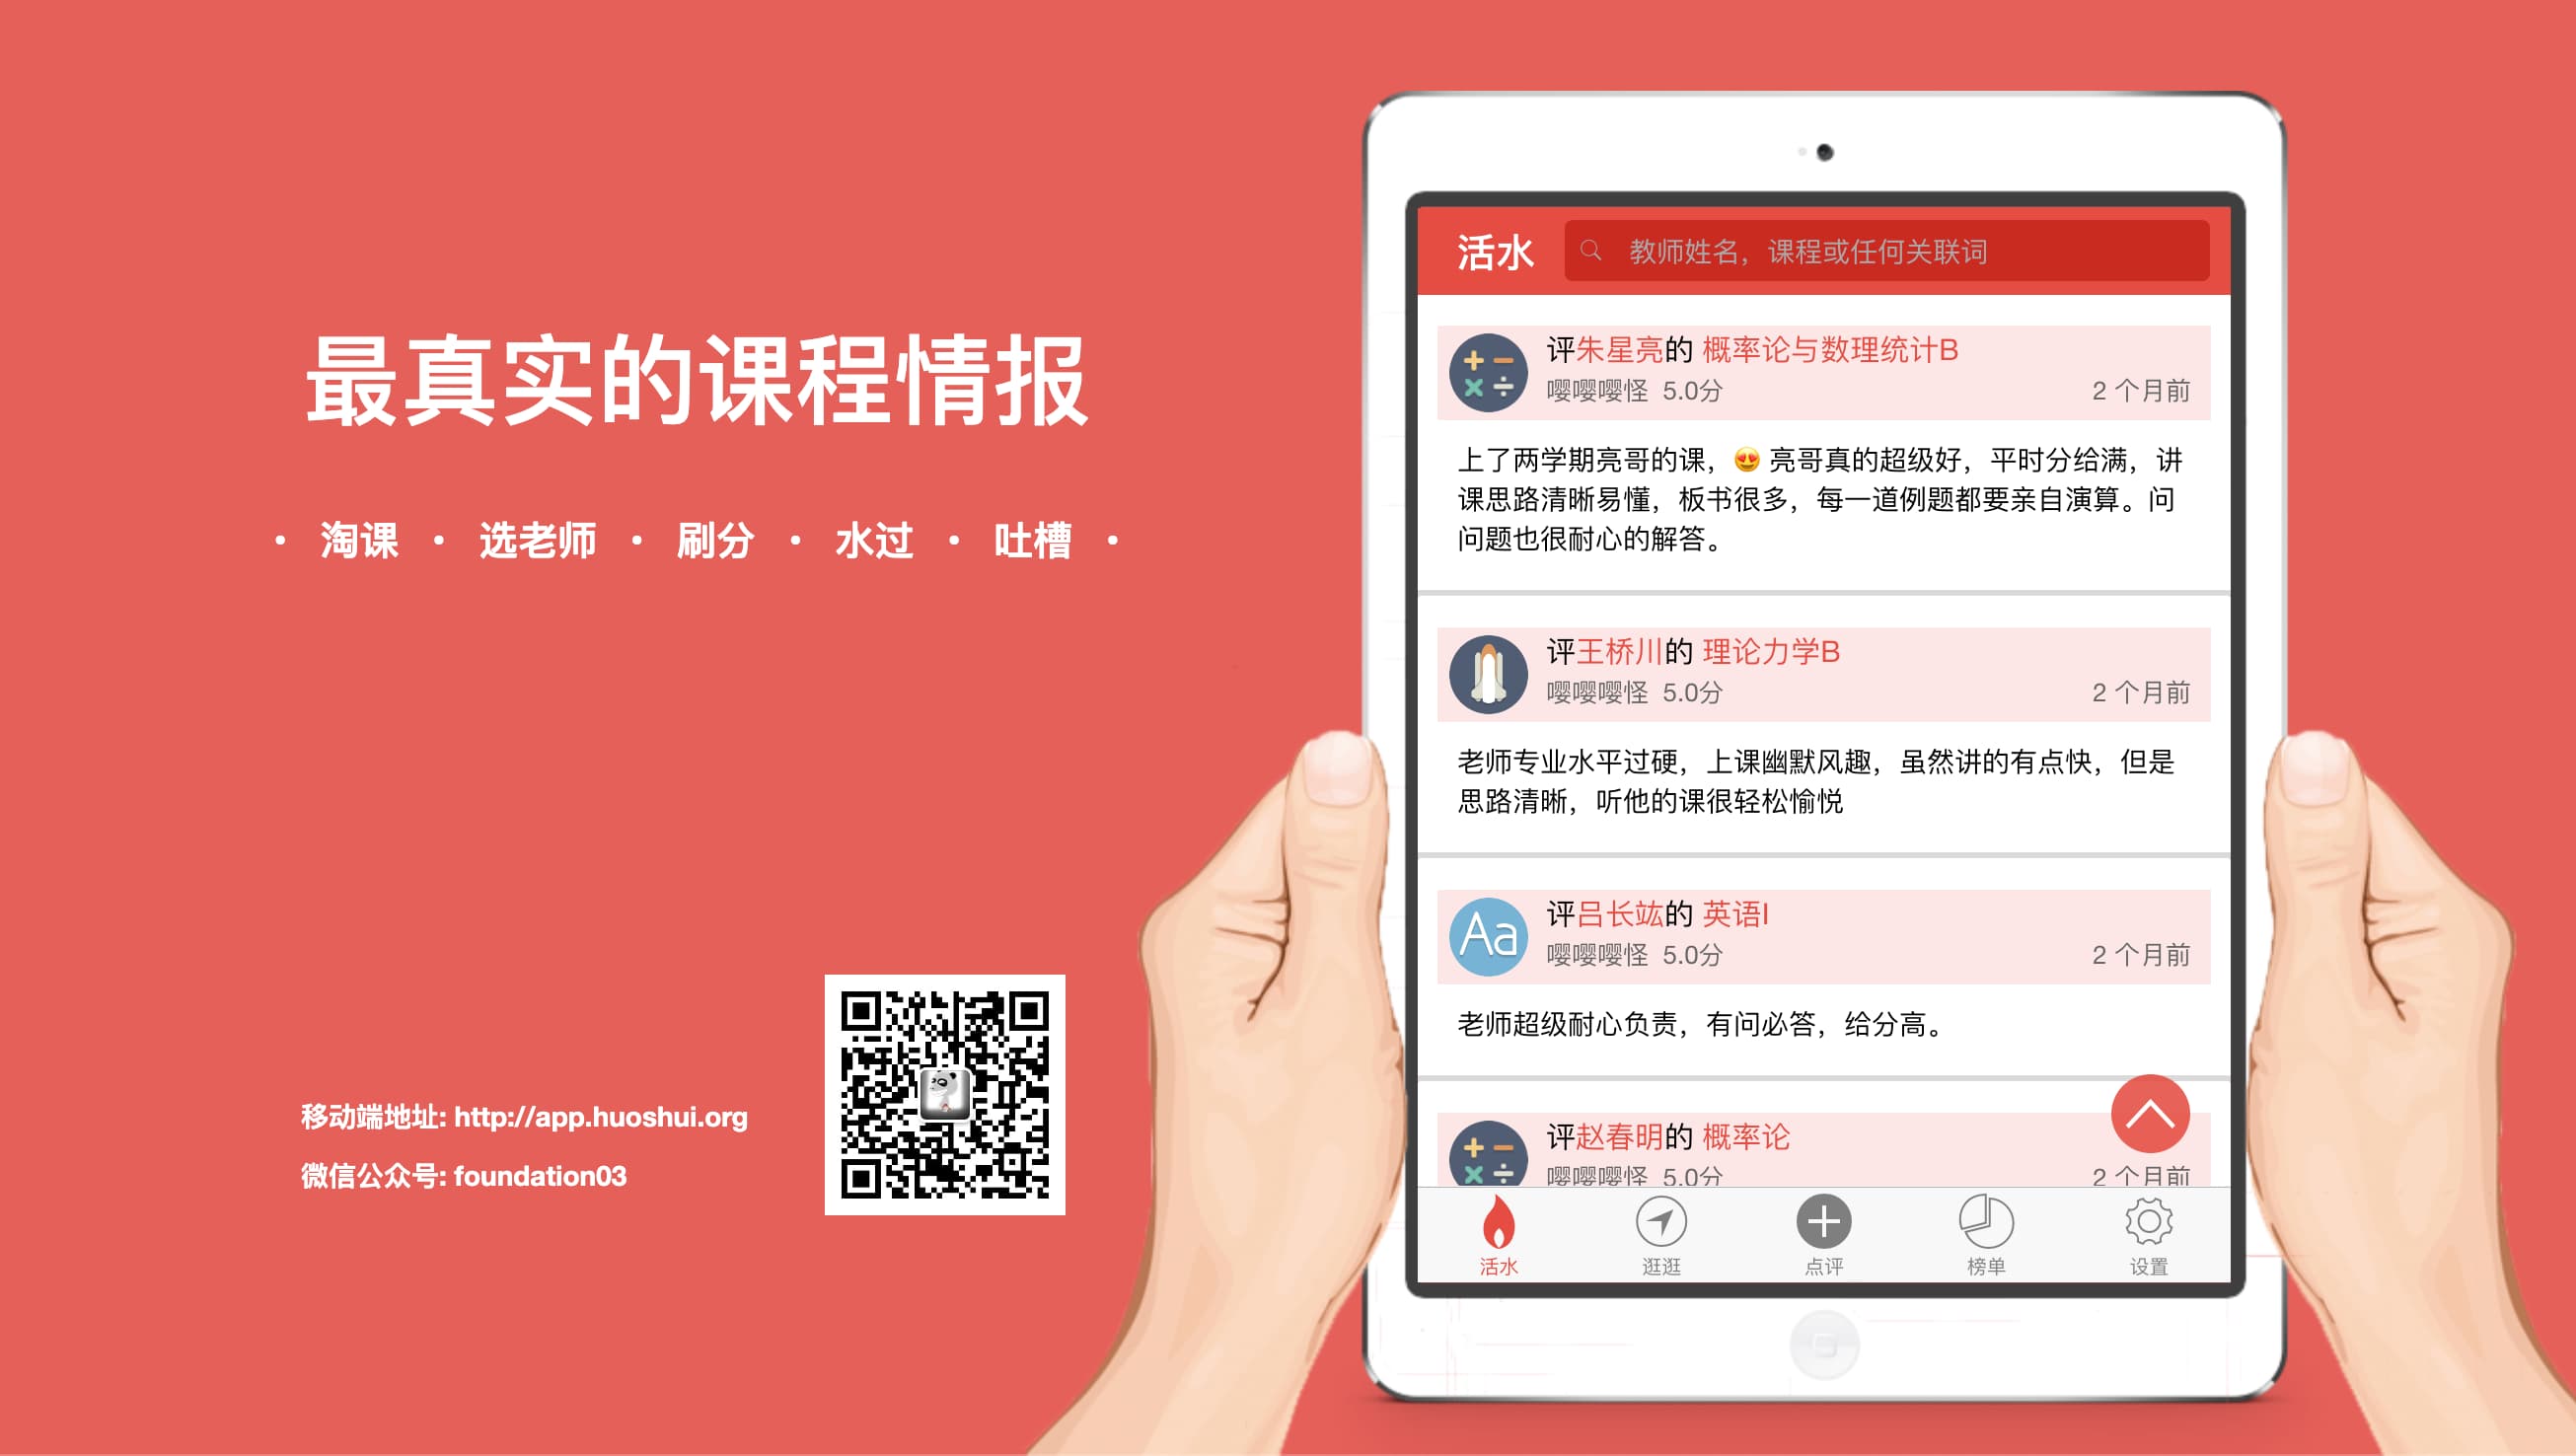 最真实的课程情报
· 淘课 · 选老师 · 刷分 · 水过 · 吐槽 ·
移动端地址: http://app.huoshui.org
微信公众号: foundation03
活水
教师姓名，课程或任何关联词
评朱星亮的 概率论与数理统计B
嘤嘤嘤怪 5.0分
2 个月前
上了两学期亮哥的课，😍 亮哥真的超级好，平时分给满，讲
课思路清晰易懂，板书很多，每一道例题都要亲自演算。问
问题也很耐心的解答。
评王桥川的 理论力学B
嘤嘤嘤怪 5.0分
2 个月前
老师专业水平过硬，上课幽默风趣，虽然讲的有点快，但是
思路清晰，听他的课很轻松愉悦
评吕长竑的 英语I
嘤嘤嘤怪 5.0分
2 个月前
老师超级耐心负责，有问必答，给分高。
评赵春明的 概率论
嘤嘤嘤怪 5.0分
2 个月前
活水
逛逛
点评
榜单
设置